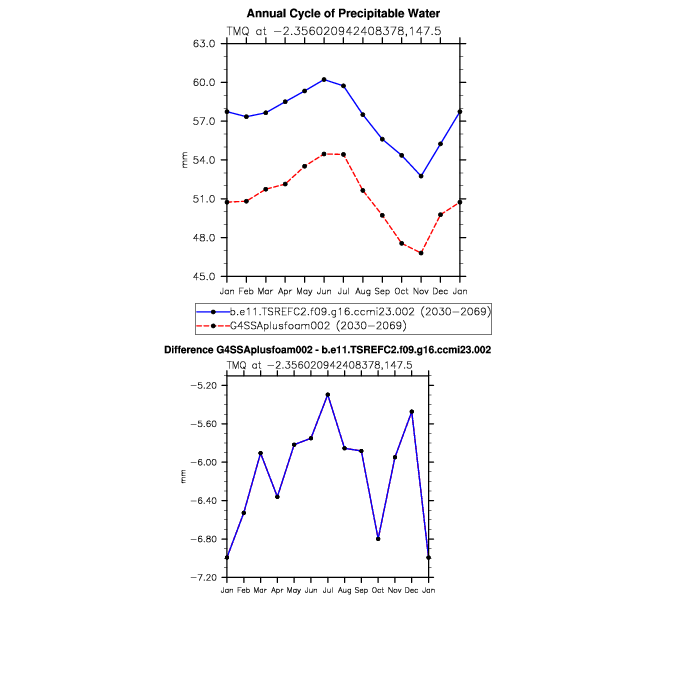 Annual Cycle of Precipitable Water
TMQ at −2.356020942408378,147.5
63.0
60.0
57.0
54.0
51.0
48.0
45.0
mm
Jan Feb Mar Apr May Jun Jul Aug Sep Oct Nov Dec Jan
b.e11.TSREFC2.f09.g16.ccmi23.002 (2030−2069)
G4SSAplusfoam002 (2030−2069)
Difference G4SSAplusfoam002 - b.e11.TSREFC2.f09.g16.ccmi23.002
TMQ at −2.356020942408378,147.5
−5.20
−5.60
−6.00
−6.40
−6.80
−7.20
mm
Jan Feb Mar Apr May Jun Jul Aug Sep Oct Nov Dec Jan